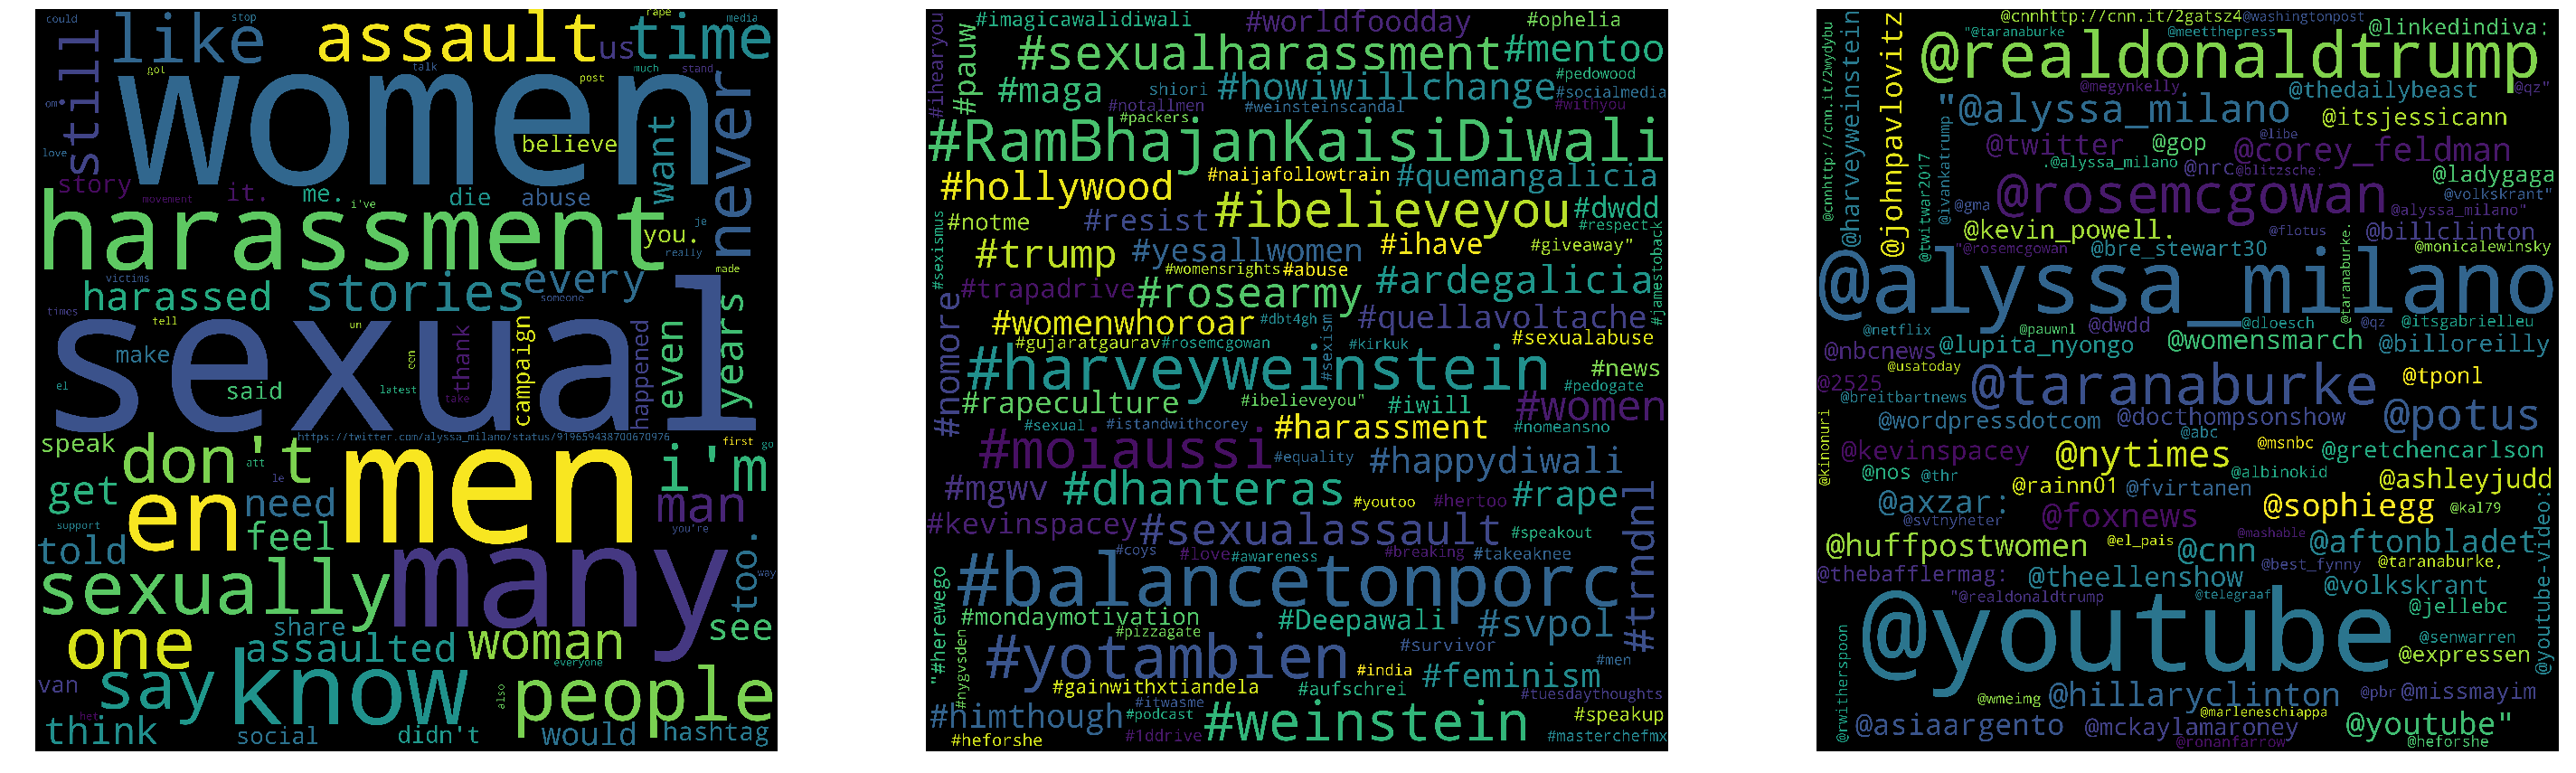 could
stop
rape
media
like
assault
us
time
still
got
talk
much
stand
post
women
never
om
love
believe
want
story
it.
me.
die
abuse
movement
i've
je
harassment
you.
really
victims
made
stories
every
someone
harassed
even
years
times
tell
un
campaign
happened
make
thank
cnn
said
take
el
latest
sexual
https://twitter.com/alyssa_milano/status/919659438700670976
speak
don't
men
i'm
first
go
att
le
get
en
need
man
feel
support
you're
told
many
too.
sexually
share
one
assaulted
woman
see
everyone
way
van
say
know
also
people
het
think
social
didn't
would
hashtag
#imagicawalidiwali
#worldfoodday
#ophelia
#ihearyou
#pauw
#sexualharassment
#mentoo
#maga
shiori
#howiwillchange
#pedowood
#socialmedia
#notallmen
#weinsteinscandal
#withyou
#packers
#RamBhajanKaisiDiwali
#hollywood
#naijafollowtrain
#quemangalicia
#notme
#resist
#ibelieveyou
#dwdd
#respect
#sexismus
#trump
#yesallwomen
#ihave
#giveaway"
#womensrights
#abuse
#trapadrive
#rosearmy
#ardegalicia
#jamestoback
#nomore
#womenwhoroar
#dbt4gh
#quellavoltache
#gujaratgaurav
#rosemcgowan
#sexism
#kirkuk
#sexualabuse
#harveyweinstein
#news
#pedogate
#rapeculture
#ibelieveyou"
#iwill
#women
#sexual
#istandwithcorey
#harassment
#nomeansno
#moiaussi
#equality
#happydiwali
#mgwv
#dhanteras
#youtoo
#hertoo
#rape
#trndnl
#kevinspacey
#sexualassault
#speakout
#coys
#love
#awareness
#breaking
#takeaknee
"#herewego
#balancetonporc
#mondaymotivation
#Deepawali
#svpol
#pizzagate
#survivor
#nygvsden
#yotambien
#india
#men
#feminism
#gainwithxtiandela
#aufschrei
#tuesdaythoughts
#itwasme
#himthough
#podcast
#weinstein
#speakup
#heforshe
#1ddrive
#masterchefmx
@cnnhttp://cnn.it/2wydybu
@harveyweinstein
@johnpavlovitz
@cnnhttp://cnn.it/2gatsz4
@washingtonpost
@linkedindiva:
"@taranaburke
@meetthepress
@realdonaldtrump
@megynkelly
@thedailybeast
@qz"
"@alyssa_milano
@itsjessicann
@ivankatrump
@twitter
@gop
@libe
@corey_feldman
@twitwar2017
.@alyssa_milano
@nrc
@blitzsche:
@ladygaga
@rosemcgowan
@volkskrant"
@alyssa_milano"
@gma
@kevin_powell.
@flotus
@billclinton
"@rosemcgowan
@bre_stewart30
@taranaburke.
@monicalewinsky
@alyssa_milano
@netflix
@pauwnl
@dwdd
@dloesch
@qz
@itsgabrielleu
@nbcnews
@lupita_nyongo
@womensmarch
@billoreilly
@usatoday
@2525
@taranaburke
@tponl
@breitbartnews
@wordpressdotcom
@docthompsonshow
@potus
@kinonuri
@abc
@kevinspacey
@nytimes
@msnbc
@gretchencarlson
@nos
@thr
@albinokid
@rainn01
@fvirtanen
@ashleyjudd
@axzar:
@sophiegg
@svtnyheter
@foxnews
@kal79
@mashable
@huffpostwomen
@el_pais
@cnn
@aftonbladet
@youtube-video:
@best_fynny
@taranaburke,
@thebafflermag:
@theellenshow
@volkskrant
"@realdonaldtrump
@telegraaf
@jellebc
@youtube
@senwarren
@expressen
@rwitherspoon
@wmeimg
@hillaryclinton
@pbr
@missmayim
@marleneschiappa
@asiaargento
@mckaylamaroney
@youtube"
@ronanfarrow
@heforshe